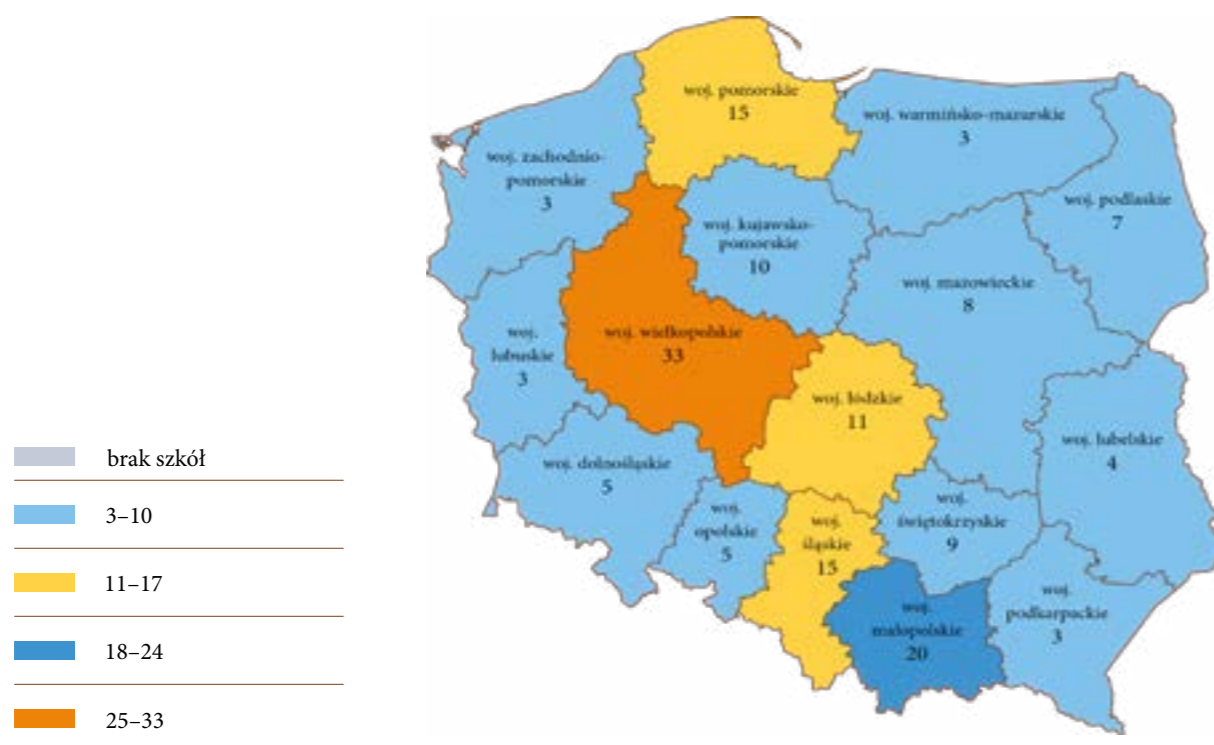 woj. pomorskie
15
woj. warmińsko-mazurskie
3
woj. zachodnio-
pomorskie
3
woj. podlaskie
7
woj. kujawsko-
pomorskie
10
woj. mazowieckie
8
woj. wielkopolskie
33
woj.
lubuskie
3
woj. łódzkie
11
woj. lubelskie
4
woj. dolnośląskie
5
woj.
opolskie
5
woj.
śląskie
15
woj.
świętokrzyskie
9
woj.
małopolskie
20
woj.
podkarpackie
3
brak szkół
3–10
11–17
18–24
25–33